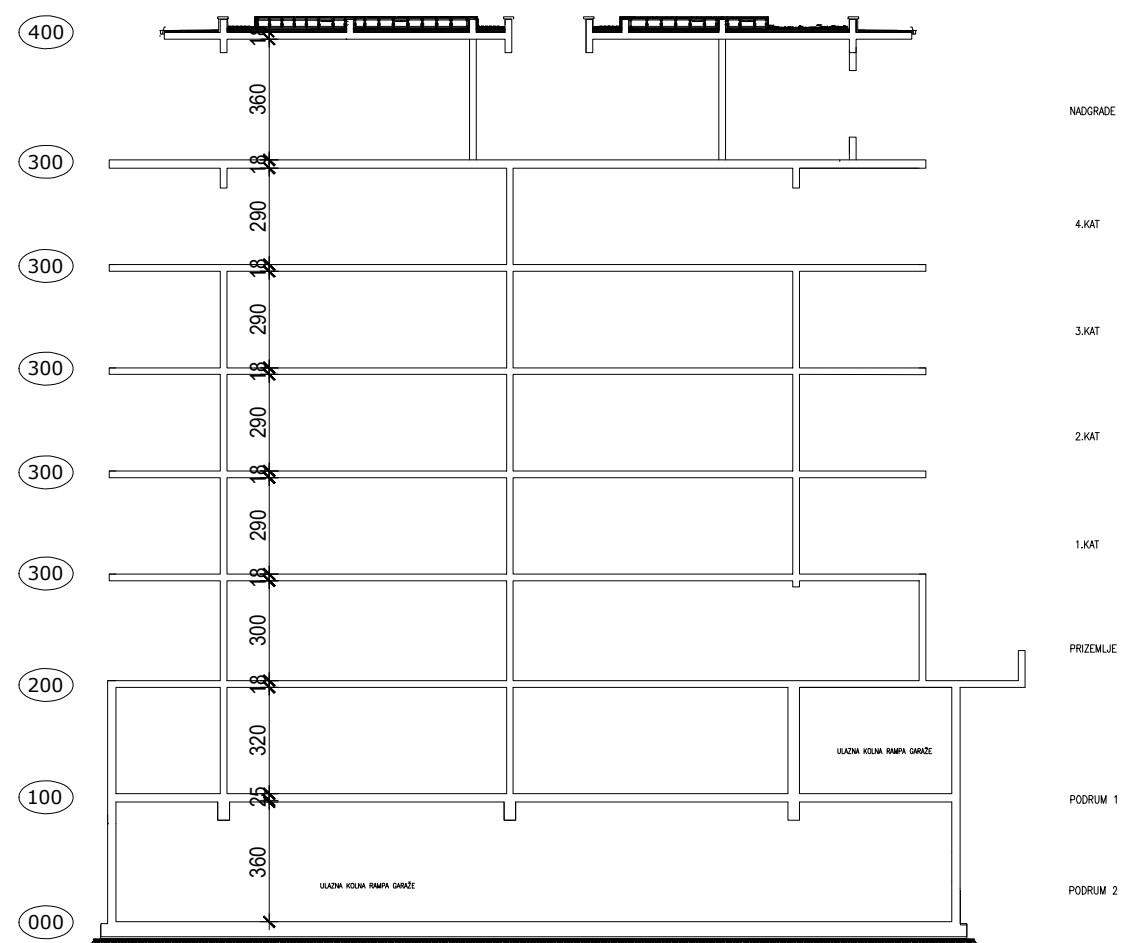 400
18
360
NADGRADE
300
18
290
4.KAT
300
18
290
3.KAT
300
18
290
2.KAT
300
18
290
1.KAT
300
18
300
PRIZEMLJE
200
18
320
ULAZNA KOLNA RAMPA GARAŽE
100
25
PODRUM 1
360
ULAZNA KOLNA RAMPA GARAŽE
PODRUM 2
000